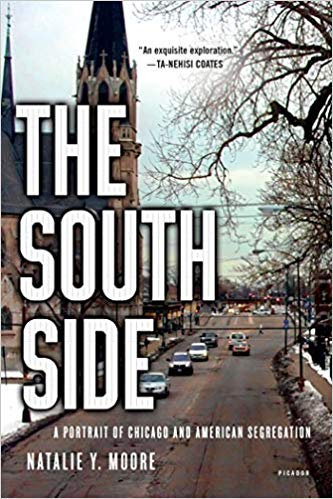 "An exquisite exploration."
—TA-NEHISI COATES
THE
SOUTH
SIDE
A PORTRAIT OF CHICAGO AND AMERICAN SEGREGATION
NATALIE Y. MOORE
PICADOR